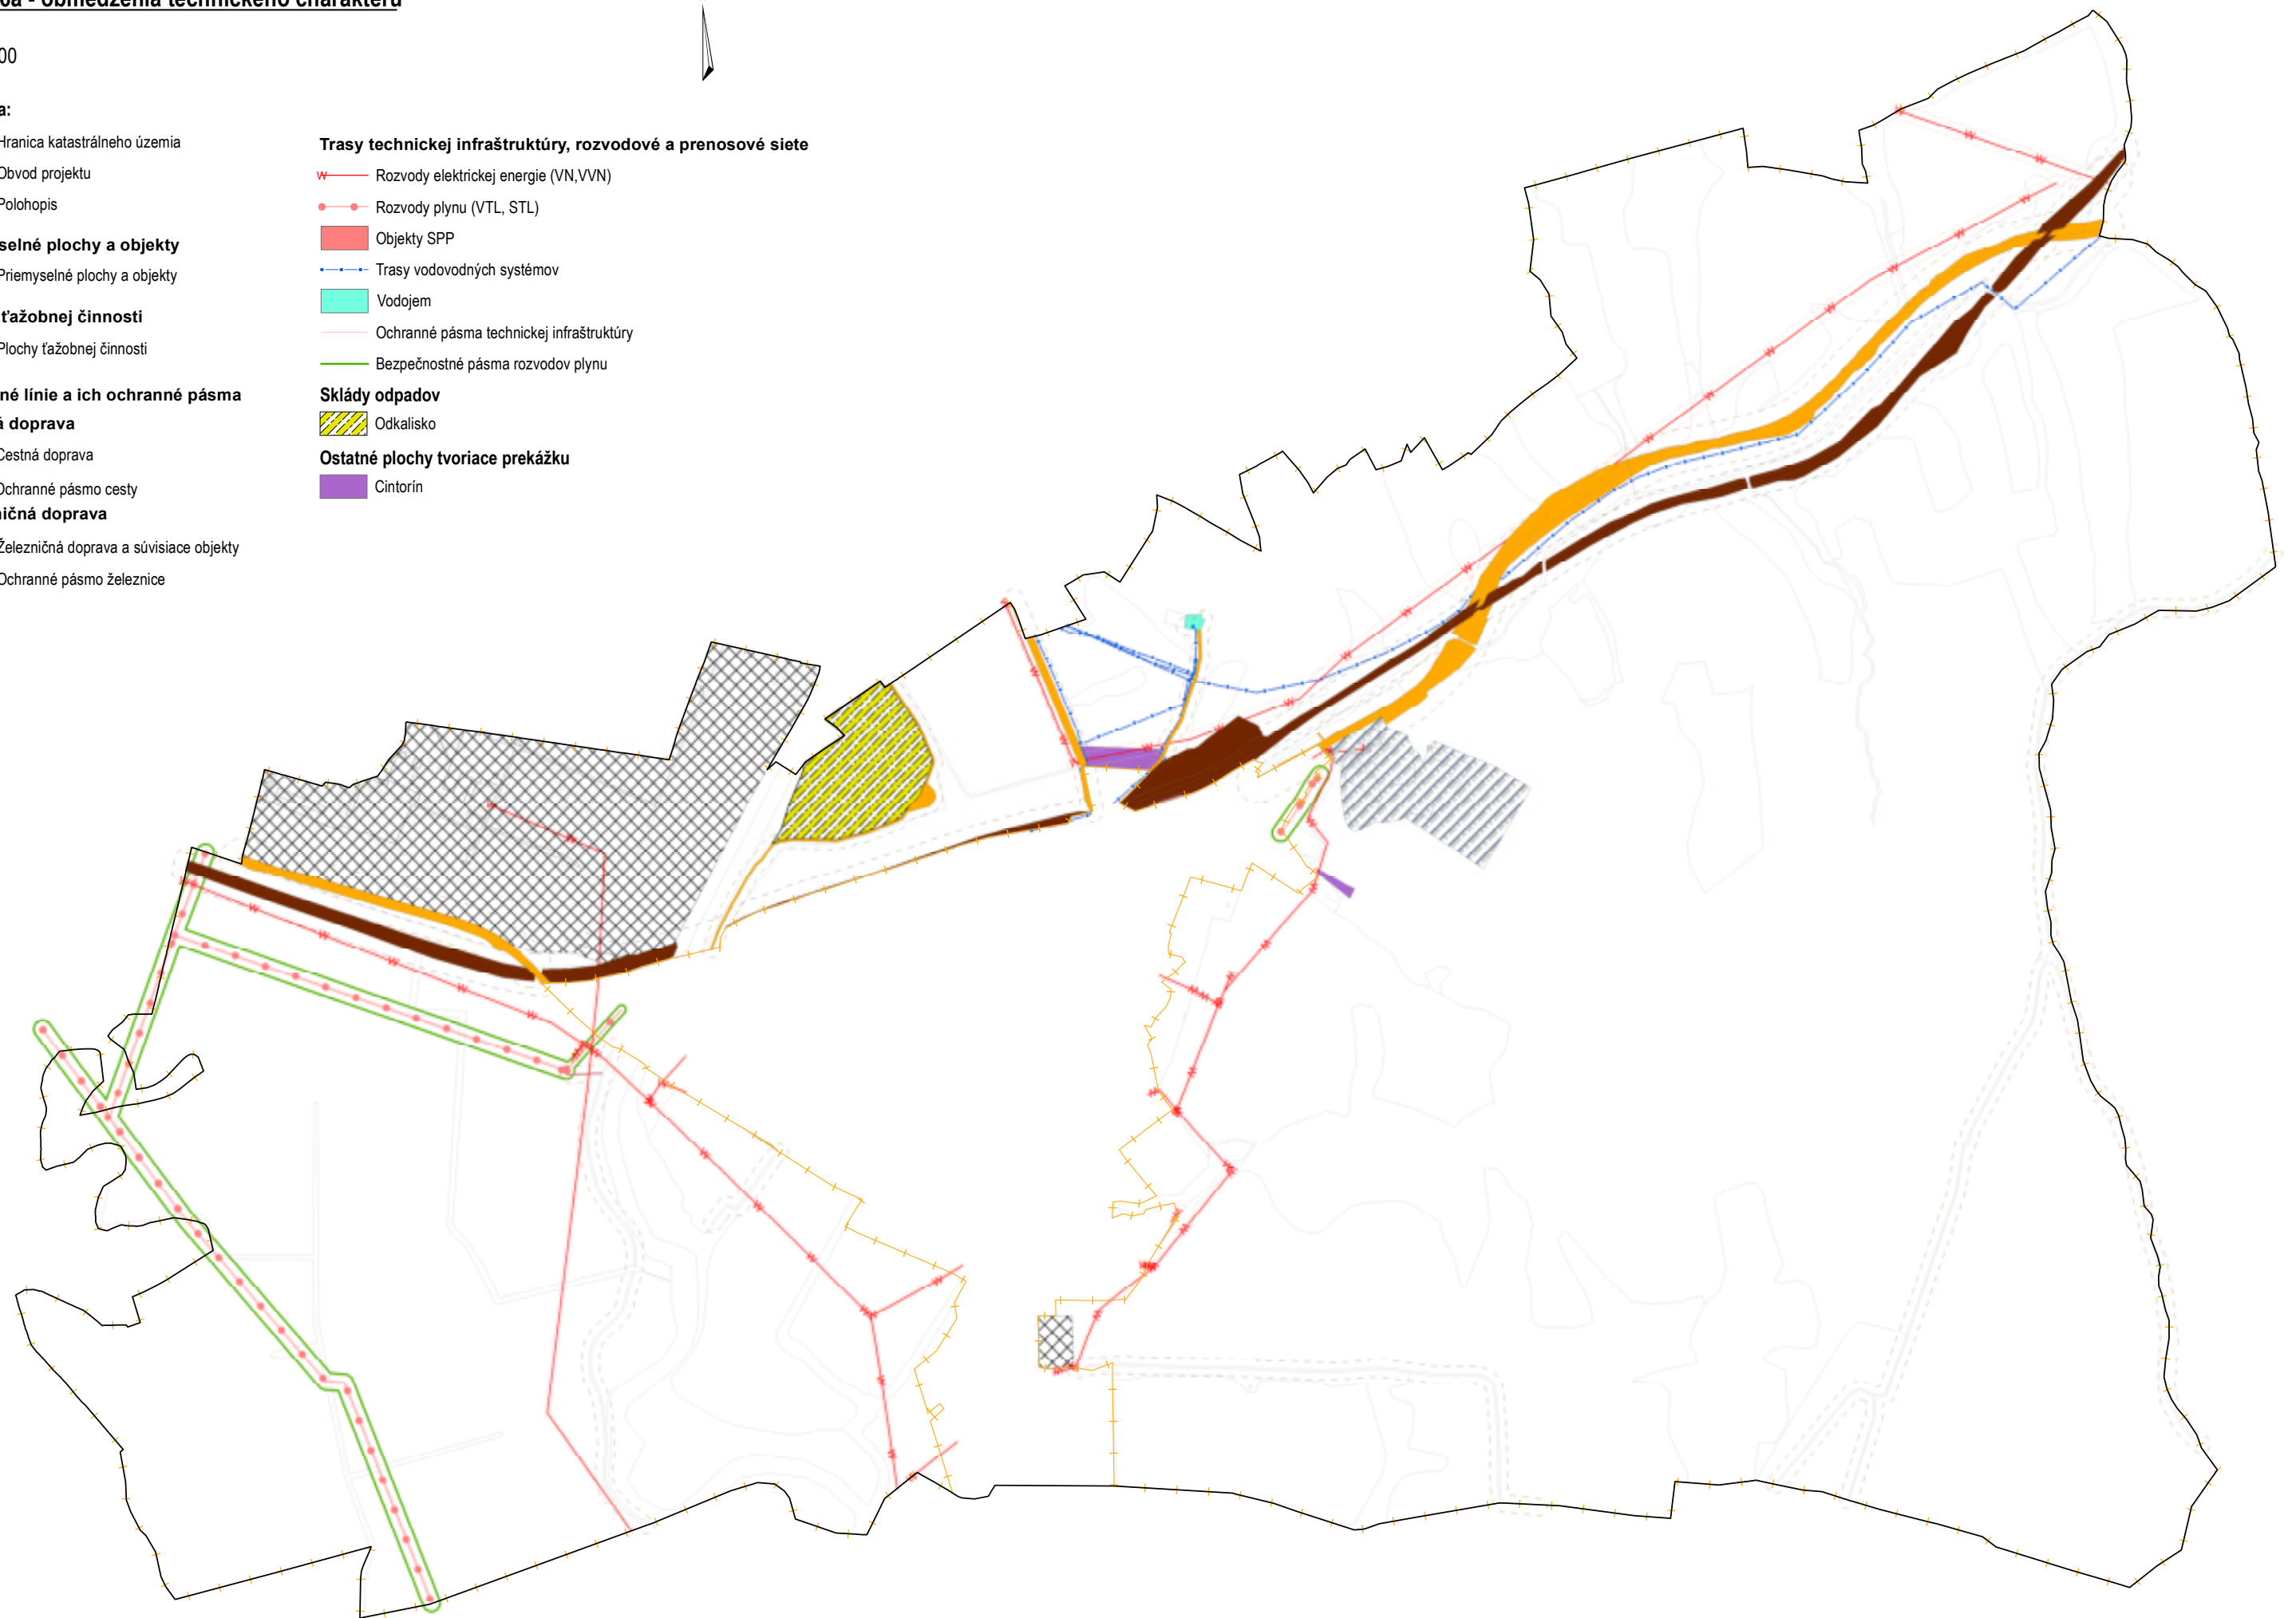 - obmedzenia technického charakteru
00
a:
Hranica katastrálneho územia
Obvod projektu
Polohopis
selné plochy a objekty
Priemyselné plochy a objekty
ťažobnej činnosti
Plochy ťažobnej činnosti
né línie a ich ochranné pásma
á doprava
Cestná doprava
Ochranné pásmo cesty
ničná doprava
Železničná doprava a súvisiace objekty
Ochranné pásmo železnice
Trasy technickej infraštruktúry, rozvodové a prenosové siete
Rozvody elektrickej energie (VN,VVN)
Rozvody plynu (VTL, STL)
Objekty SPP
Trasy vodovodných systémov
Vodojem
Ochranné pásma technickej infraštruktúry
Bezpečnostné pásma rozvodov plynu
Sklády odpadov
Odkalisko
Ostatné plochy tvoriace prekážku
Cintorín